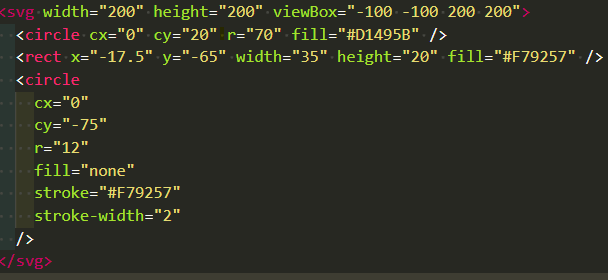 <svg width="200" height="200" viewBox="-100 -100 200 200">
<circle cx="0" cy="20" r="70" fill="#D1495B" />
<rect x="-17.5" y="-65" width="35" height="20" fill="#F79257" />
<circle
cx="0"
cy="-75"
r="12"
fill="none"
stroke="#F79257"
stroke-width="2"
/>
</svg>